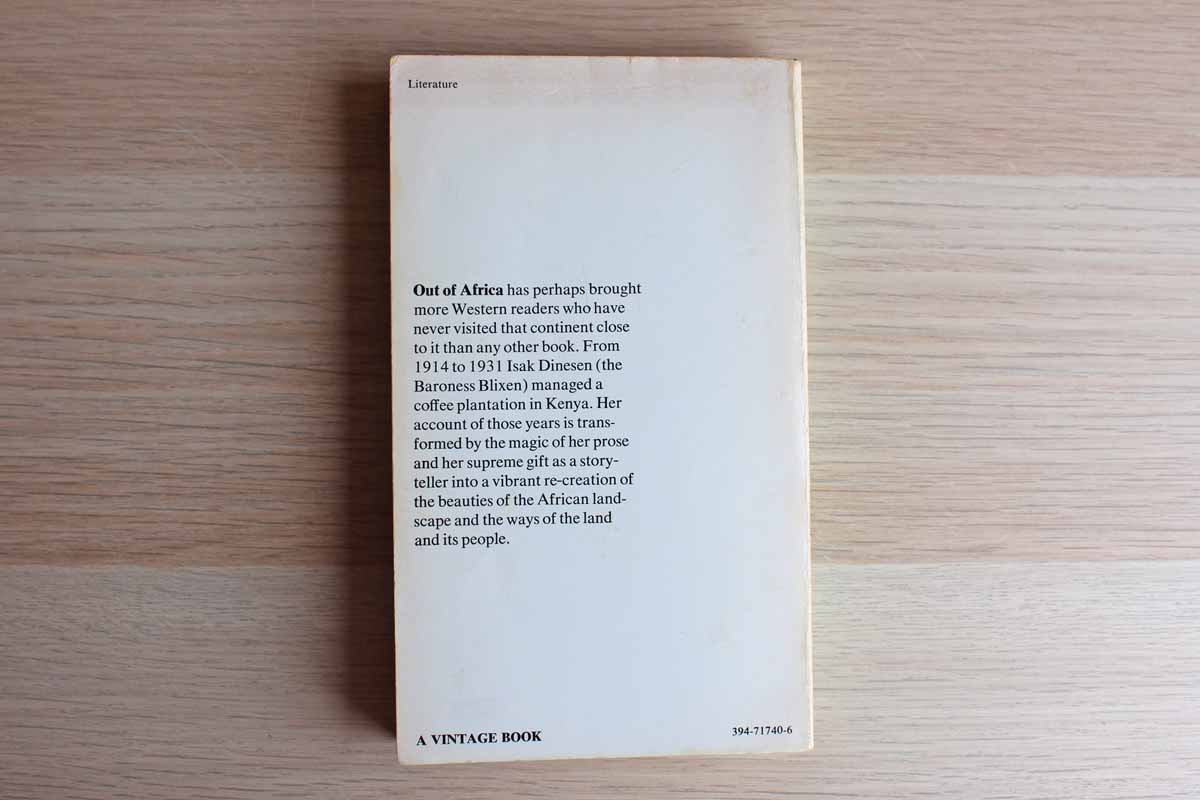 Literature
Out of Africa has perhaps brought
more Western readers who have
never visited that continent close
to it than any other book. From
1914 to 1931 Isak Dinesen (the
Baroness Blixen) managed a
coffee plantation in Kenya. Her
account of those years is trans-
formed by the magic of her prose
and her supreme gift as a story-
teller into a vibrant re-creation of
the beauties of the African land-
scape and the ways of the land
and its people.
A VINTAGE BOOK
394-71740-6